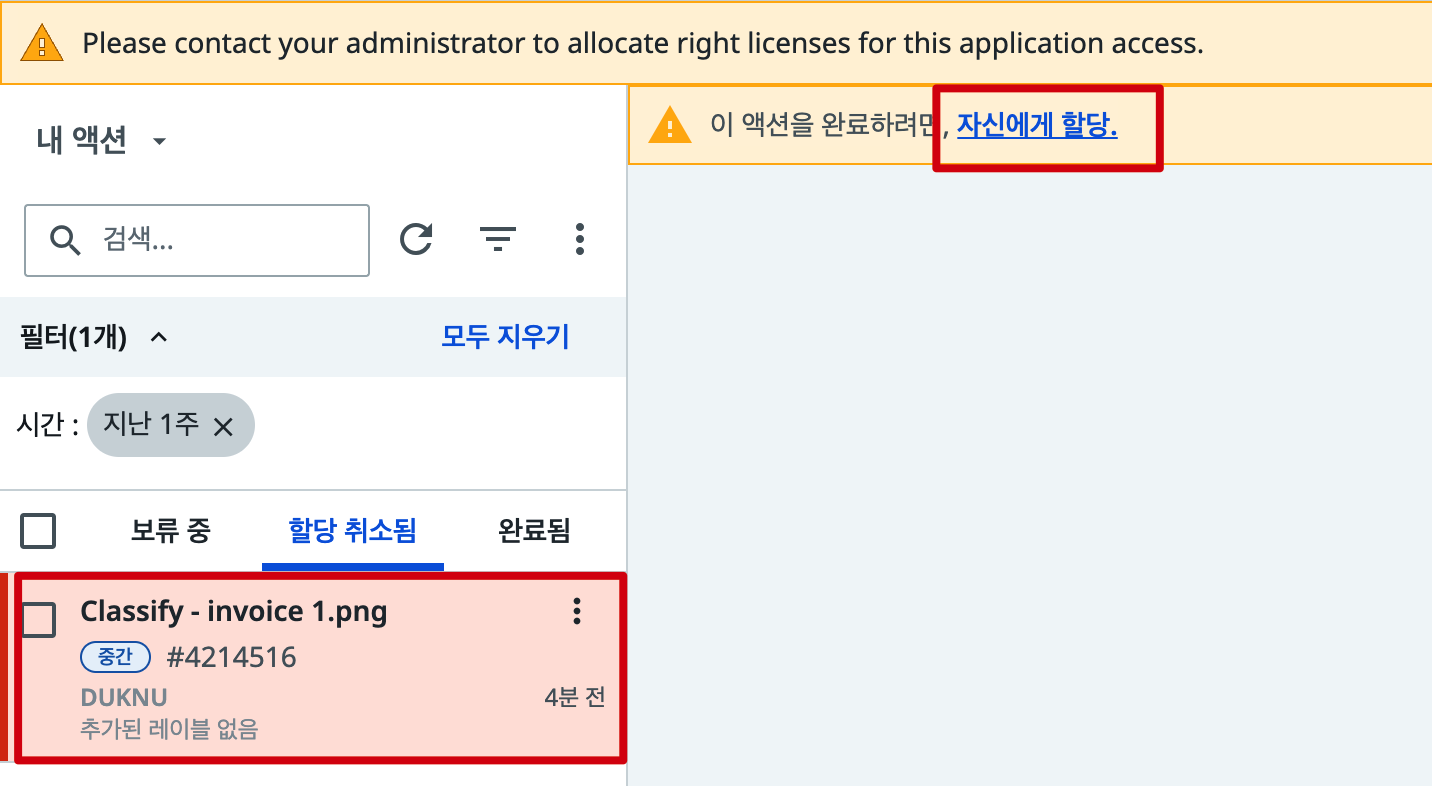 Please contact your administrator to allocate right licenses for this application access.
내 액션
이 액션을 완료하려면, 자신에게 할당.
검색...
필터(1개)
모두 지우기
시간 : 지난 1주
보류 중
할당 취소됨
완료됨
Classify - invoice 1.png
중간 #4214516
DUKNU
4분 전
추가된 레이블 없음